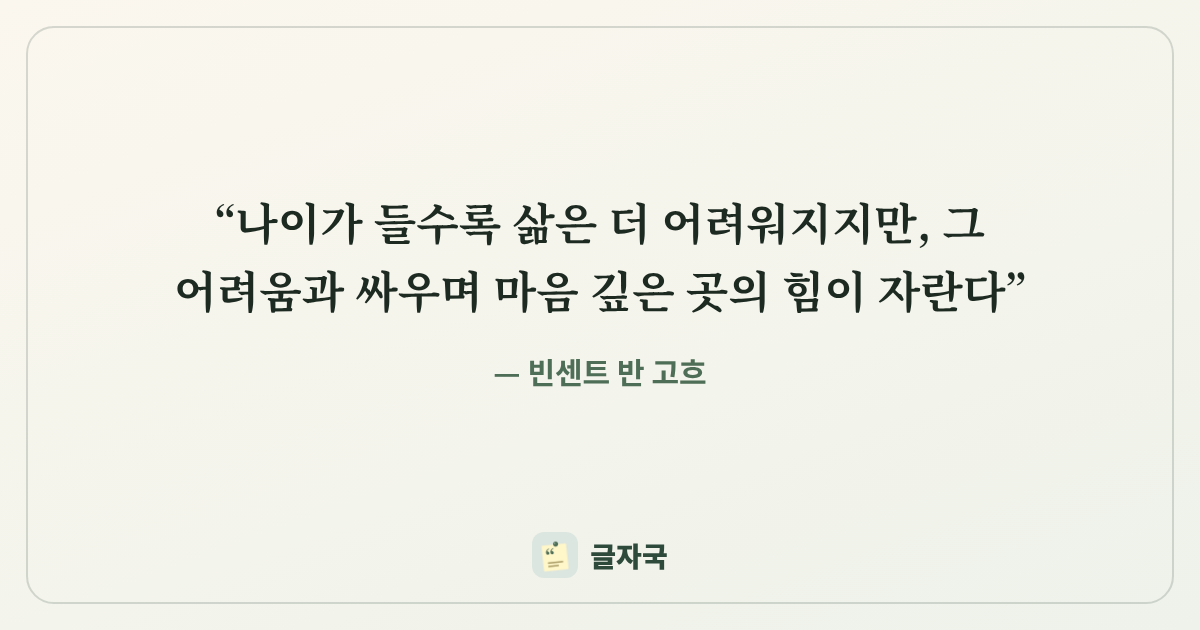 “나이가 들수록 삶은 더 어려워지지만, 그
어려움과 싸우며 마음 깊은 곳의 힘이 자란다”
— 빈센트 반 고흐
글자국